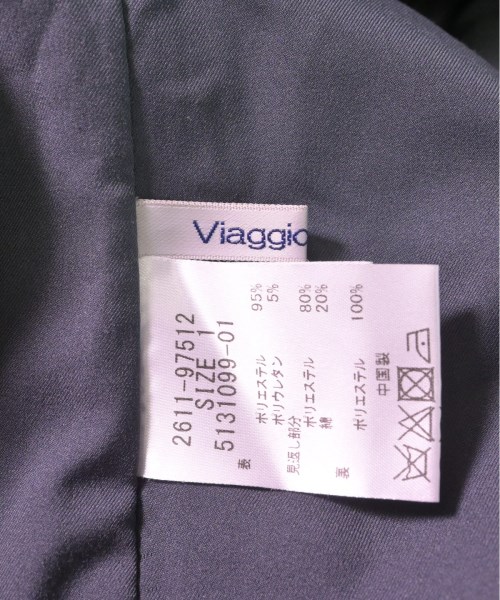 Viaggio
2611-97512
SIZE 1
5131099-01
表 ポリエステル 95%
ポリウレタン 5%
見返し部分
ポリエステル 80%
綿 20%
裏 ポリエステル 100%
中国製